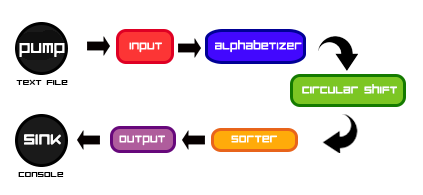 pump
INPUT
alphabetizer
TEXT FILE
circular shift
sink
output
sorter
console